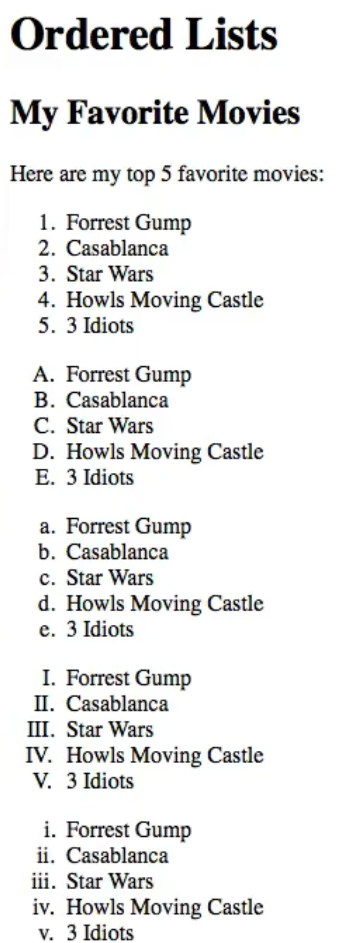 Ordered Lists
My Favorite Movies
Here are my top 5 favorite movies:
1. Forrest Gump
2. Casablanca
3. Star Wars
4. Howls Moving Castle
5. 3 Idiots
A. Forrest Gump
B. Casablanca
C. Star Wars
D. Howls Moving Castle
E. 3 Idiots
a. Forrest Gump
b. Casablanca
c. Star Wars
d. Howls Moving Castle
e. 3 Idiots
I. Forrest Gump
II. Casablanca
III. Star Wars
IV. Howls Moving Castle
V. 3 Idiots
i. Forrest Gump
ii. Casablanca
iii. Star Wars
iv. Howls Moving Castle
v. 3 Idiots